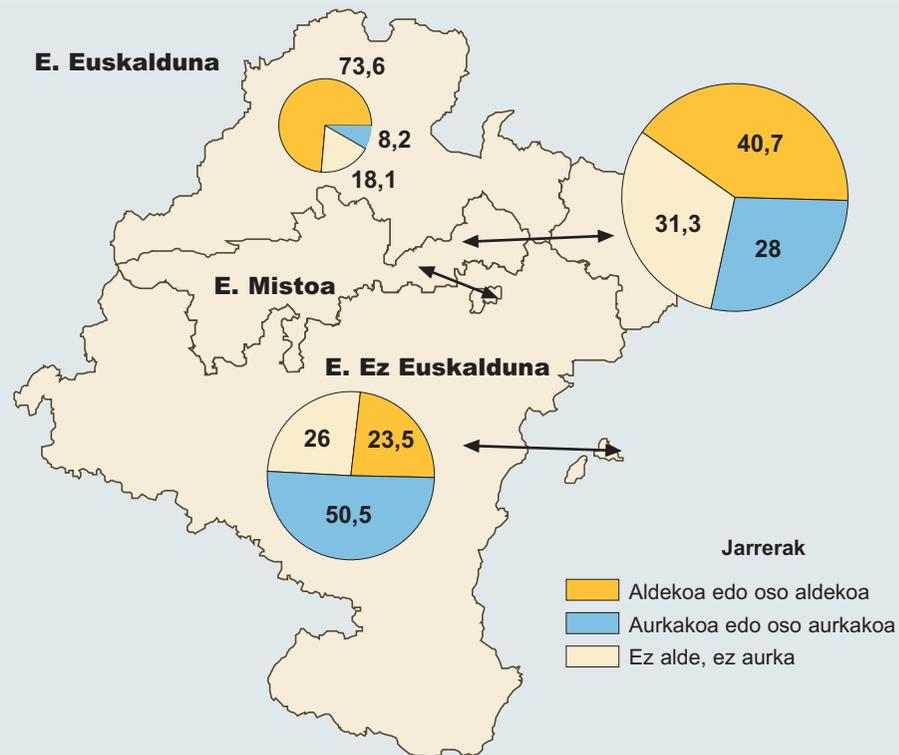 E. Euskalduna
73,6
8,2
18,1
40,7
31,3
28
E. Mistoa
E. Ez Euskalduna
26
23,5
50,5
Jarrerak
Aldekoa edo oso aldekoa
Aurkakoa edo oso aurkakoa
Ez alde, ez aurka